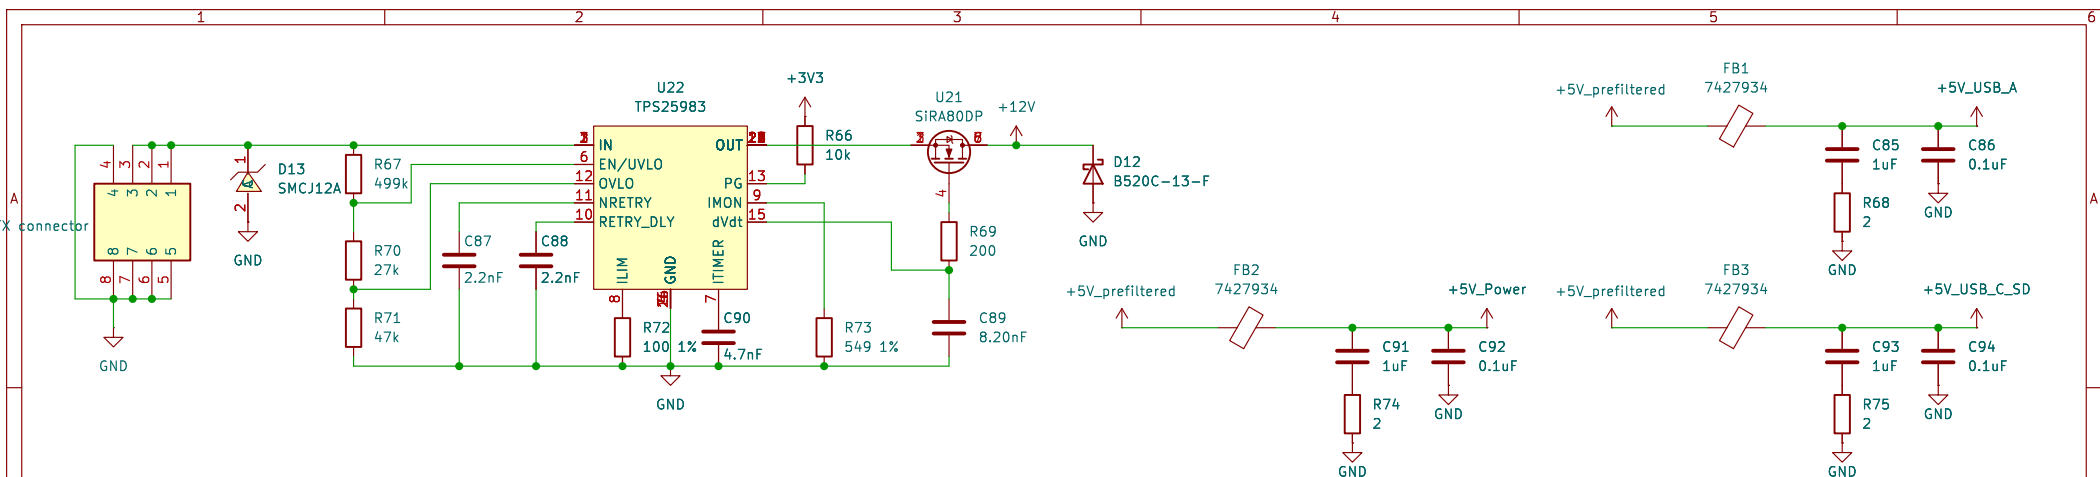 1 2 3 4 5 6
A
A
X connector
4 3 2 1
4 3 2 1
8 7 6 5
8 7 6 5
GND
1
A
2
D13
SMCJ12A
GND
R67
499k
R70
27k
R71
47k
C87
2.2nF
C88
2.2nF
U22
TPS25983
IN
6 EN/UVLO
12 OVLO
11 NRETRY
10 RETRY_DLY
OUT
PG 13
IMON 9
dVdt 15
ILIM
GND
ITIMER
8
7
R72
100 1%
C90
4.7nF
GND
+3V3
R66
10k
R73
549 1%
U21
SiRA80DP
4
R69
200
C89
8.20nF
+12V
D12
B520C-13-F
GND
+5V_prefiltered
FB1
7427934
+5V_USB_A
C85
1uF
C86
0.1uF
R68
2
GND
GND
+5V_prefiltered
FB2
7427934
+5V_Power
C91
1uF
C92
0.1uF
R74
2
GND
GND
+5V_prefiltered
FB3
7427934
+5V_USB_C_SD
C93
1uF
C94
0.1uF
R75
2
GND
GND